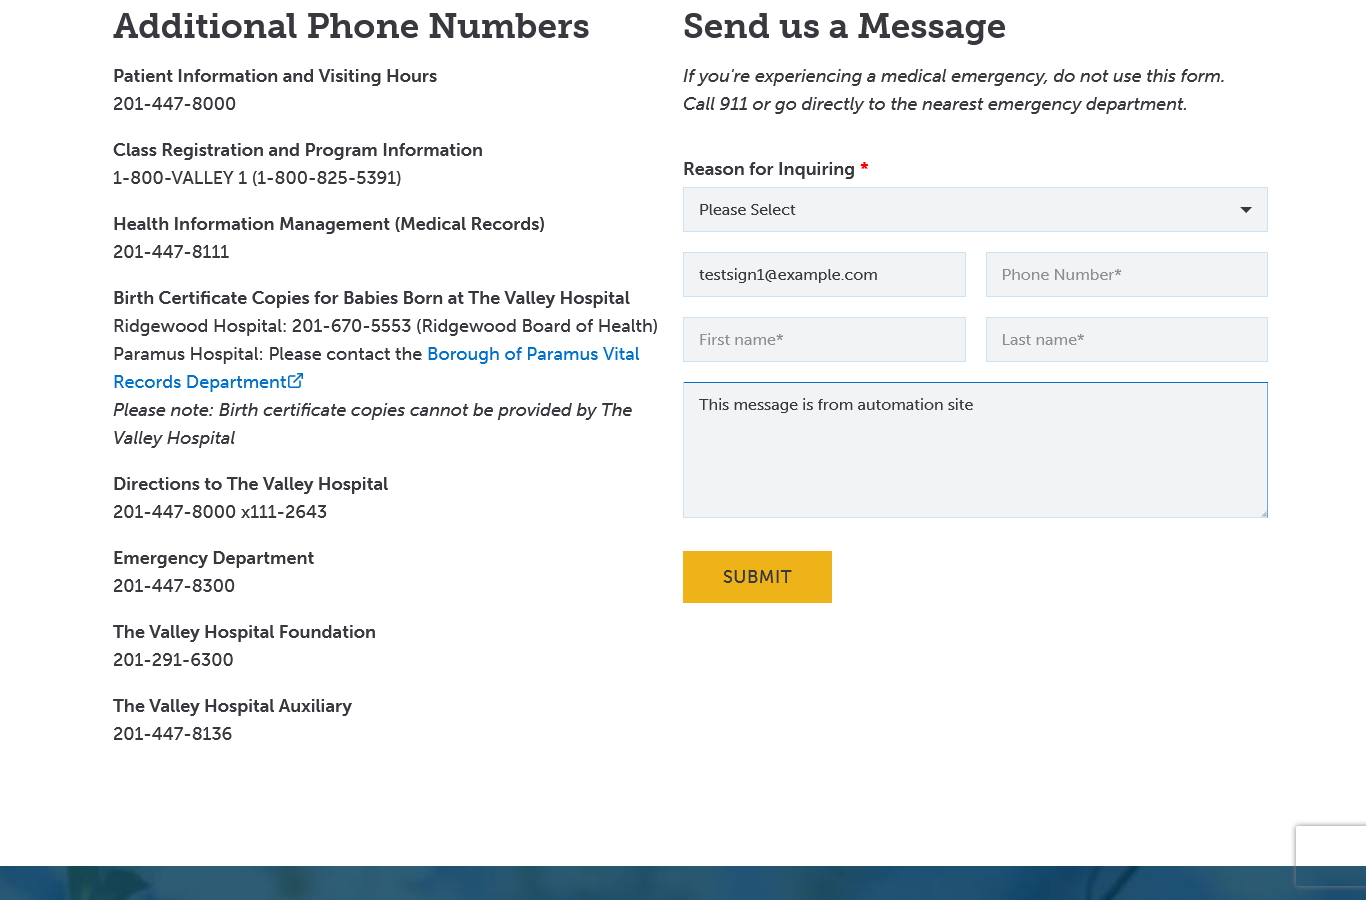 Additional Phone Numbers
Patient Information and Visiting Hours
201-447-8000
Class Registration and Program Information
1-800-VALLEY 1 (1-800-825-5391)
Health Information Management (Medical Records)
201-447-8111
Birth Certificate Copies for Babies Born at The Valley Hospital
Ridgewood Hospital: 201-670-5553 (Ridgewood Board of Health)
Paramus Hospital: Please contact the Borough of Paramus Vital
Records Department
Please note: Birth certificate copies cannot be provided by The
Valley Hospital
Directions to The Valley Hospital
201-447-8000 x111-2643
Emergency Department
201-447-8300
The Valley Hospital Foundation
201-291-6300
The Valley Hospital Auxiliary
201-447-8136
Send us a Message
If you're experiencing a medical emergency, do not use this form.
Call 911 or go directly to the nearest emergency department.
Reason for Inquiring *
Please Select
testsign1@example.com
Phone Number*
First name*
Last name*
This message is from automation site
SUBMIT